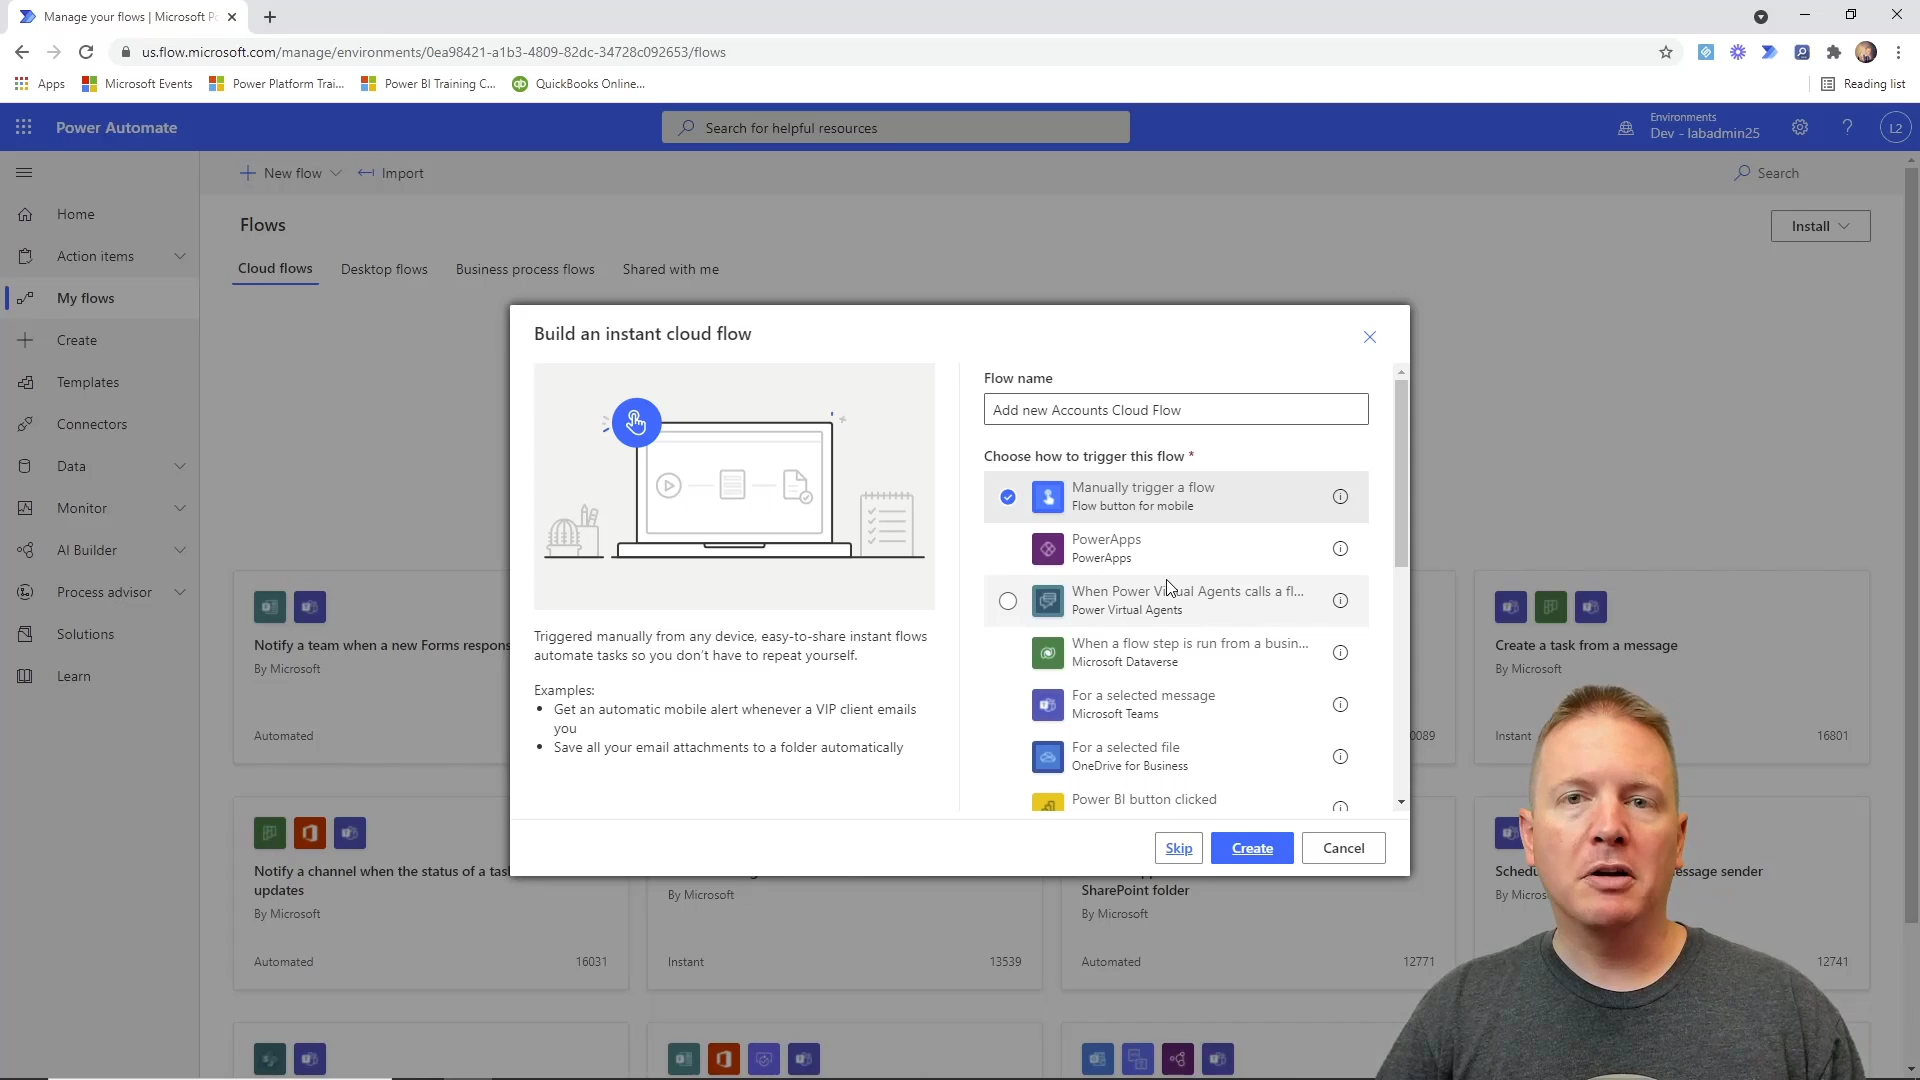 Manage your flows | Microsoft Po
us.flow.microsoft.com/manage/environments/0ea98421-a1b3-4809-82dc-34728c092653/flows
Apps
Microsoft Events
Power Platform Trai...
Power BI Training C...
qb
QuickBooks Online...
Reading list
Power Automate
Search for helpful resources
Environments
Dev - labadmin25
?
L2
New flow
Import
Search
Home
Action items
My flows
Create
Templates
Connectors
Data
Monitor
AI Builder
Process advisor
Solutions
Learn
Flows
Install
Cloud flows
Desktop flows
Business process flows
Shared with me
Build an instant cloud flow
Triggered manually from any device, easy-to-share instant flows
automate tasks so you don't have to repeat yourself.
Examples:
• Get an automatic mobile alert whenever a VIP client emails
you
• Save all your email attachments to a folder automatically
Flow name
Add new Accounts Cloud Flow
Choose how to trigger this flow *
Manually trigger a flow
Flow button for mobile
PowerApps
PowerApps
When Power Virtual Agents calls a fl...
Power Virtual Agents
When a flow step is run from a busin...
Microsoft Dataverse
For a selected message
Microsoft Teams
For a selected file
OneDrive for Business
Power BI button clicked
Skip
Create
Cancel
Notify a team when a new Forms respons
By Microsoft
Automated
0089
Create a task from a message
By Microsoft
Instant
16801
Notify a channel when the status of a tas
updates
By Microsoft
Automated
16031
By Microsoft
Instant
13539
SharePoint folder
By Microsoft
Automated
12771
Schedu
essage sender
By Micros
12741